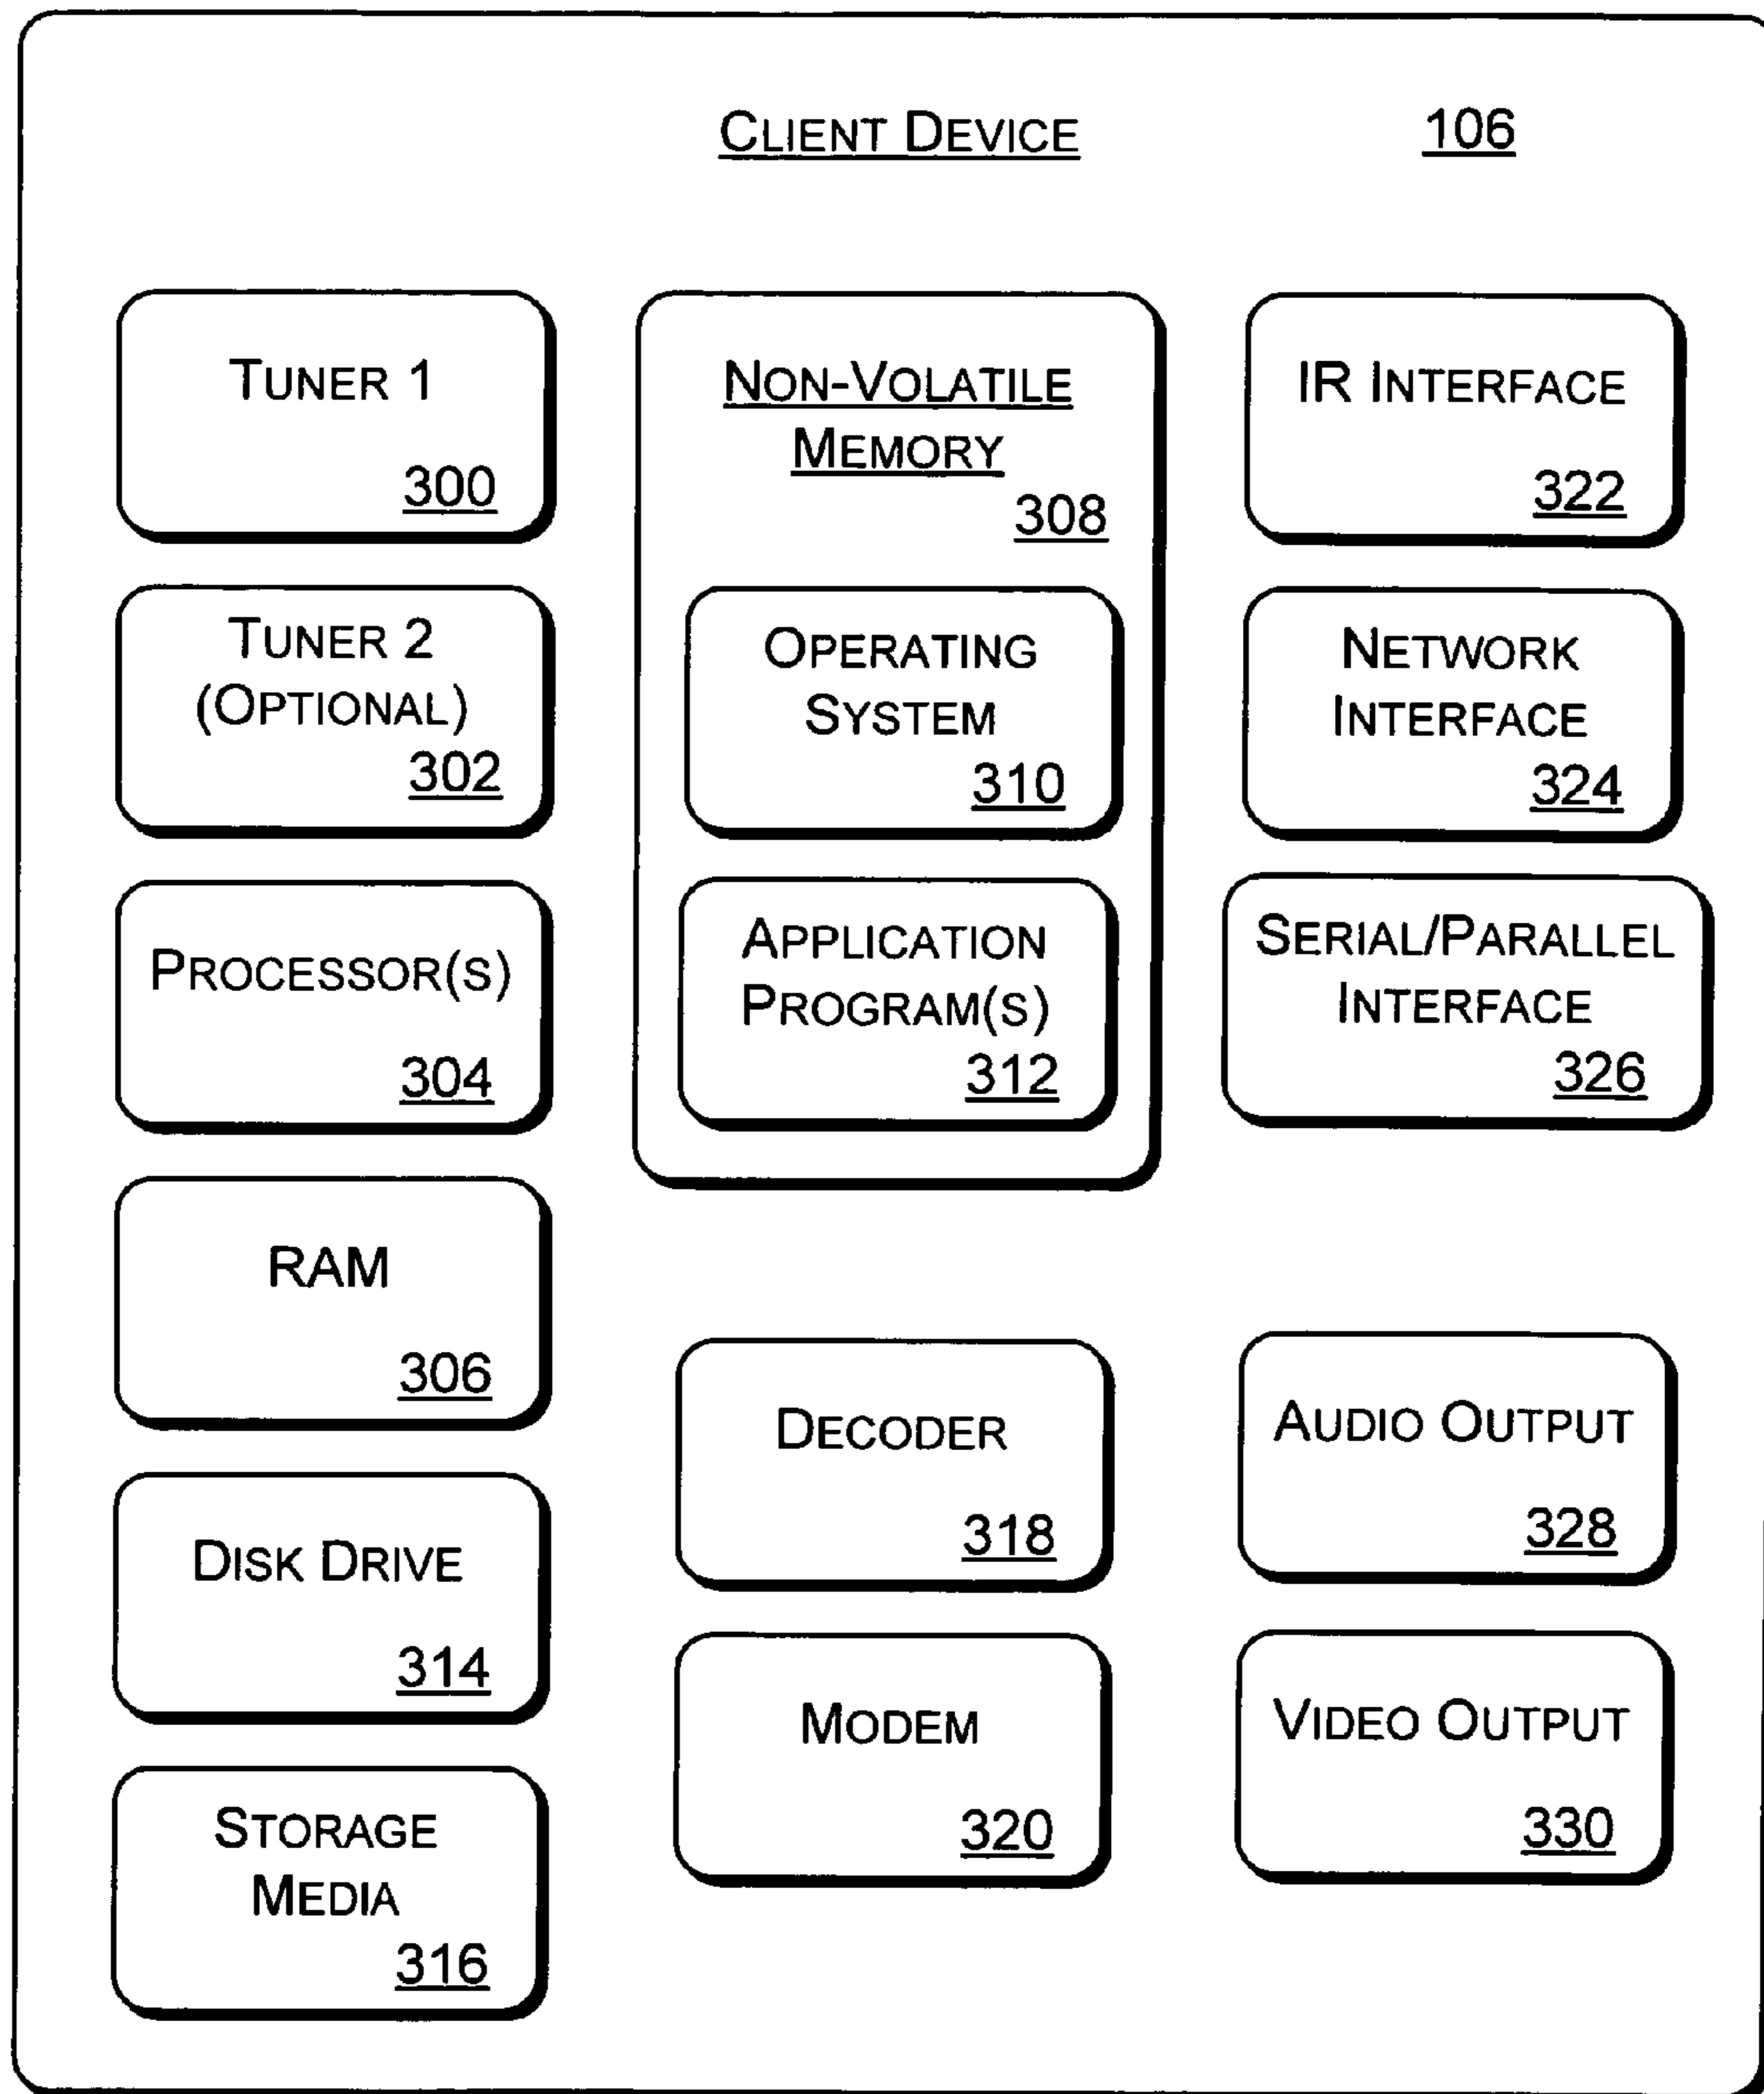 CLIENT DEVICE 106
TUNER 1
300
TUNER 2
(OPTIONAL)
302
PROCESSOR(S)
304
RAM
306
DISK DRIVE
314
STORAGE
MEDIA
316
NON-VOLATILE
MEMORY
308
OPERATING
SYSTEM
310
APPLICATION
PROGRAM(S)
312
DECODER
318
MODEM
320
IR INTERFACE
322
NETWORK
INTERFACE
324
SERIAL/PARALLEL
INTERFACE
326
AUDIO OUTPUT
328
VIDEO OUTPUT
330